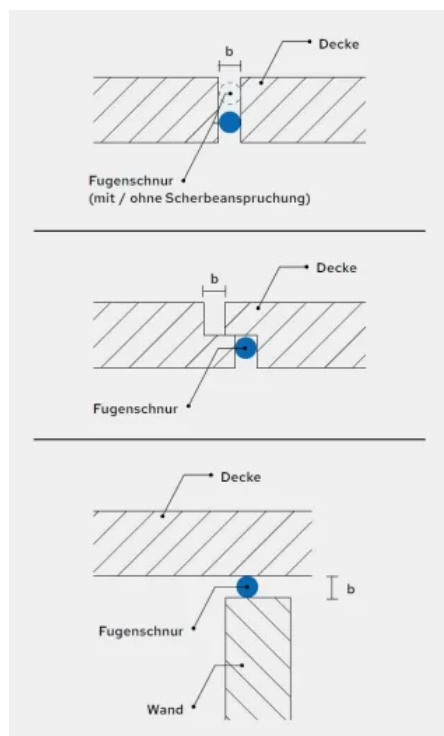 Decke
b
Fugenschnur
(mit / ohne Scherbeanspruchung)
Decke
b
Fugenschnur
Decke
b
Fugenschnur
Wand